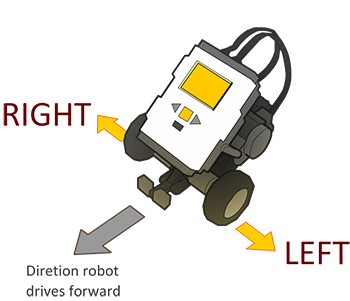 RIGHT
LEFT
Diretion robot
drives forward